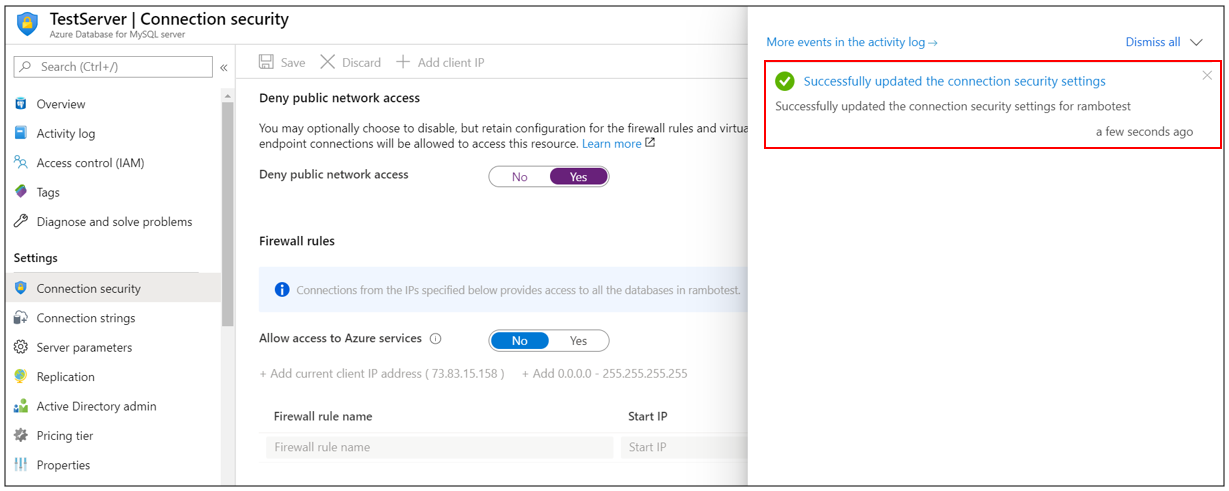 TestServer | Connection security
Azure Database for MySQL server
Search (Ctrl+/)
«
Overview
Activity log
Access control (IAM)
Tags
Diagnose and solve problems
Settings
Connection security
Connection strings
Server parameters
Replication
Active Directory admin
Pricing tier
Properties
Save Discard + Add client IP
Deny public network access
You may optionally choose to disable, but retain configuration for the firewall rules and
endpoint connections will be allowed to access this resource. Learn more
Deny public network access No Yes
Firewall rules
Connections from the IPs specified below provides access to all the databases in rambotest.
Allow access to Azure services No Yes
+ Add current client IP address ( 73.83.15.158 ) + Add 0.0.0.0 - 255.255.255.255
Firewall rule name Start IP
Firewall rule name Start IP
More events in the activity log → Dismiss all
Successfully updated the connection security settings
Successfully updated the connection security settings for rambotest
a few seconds ago